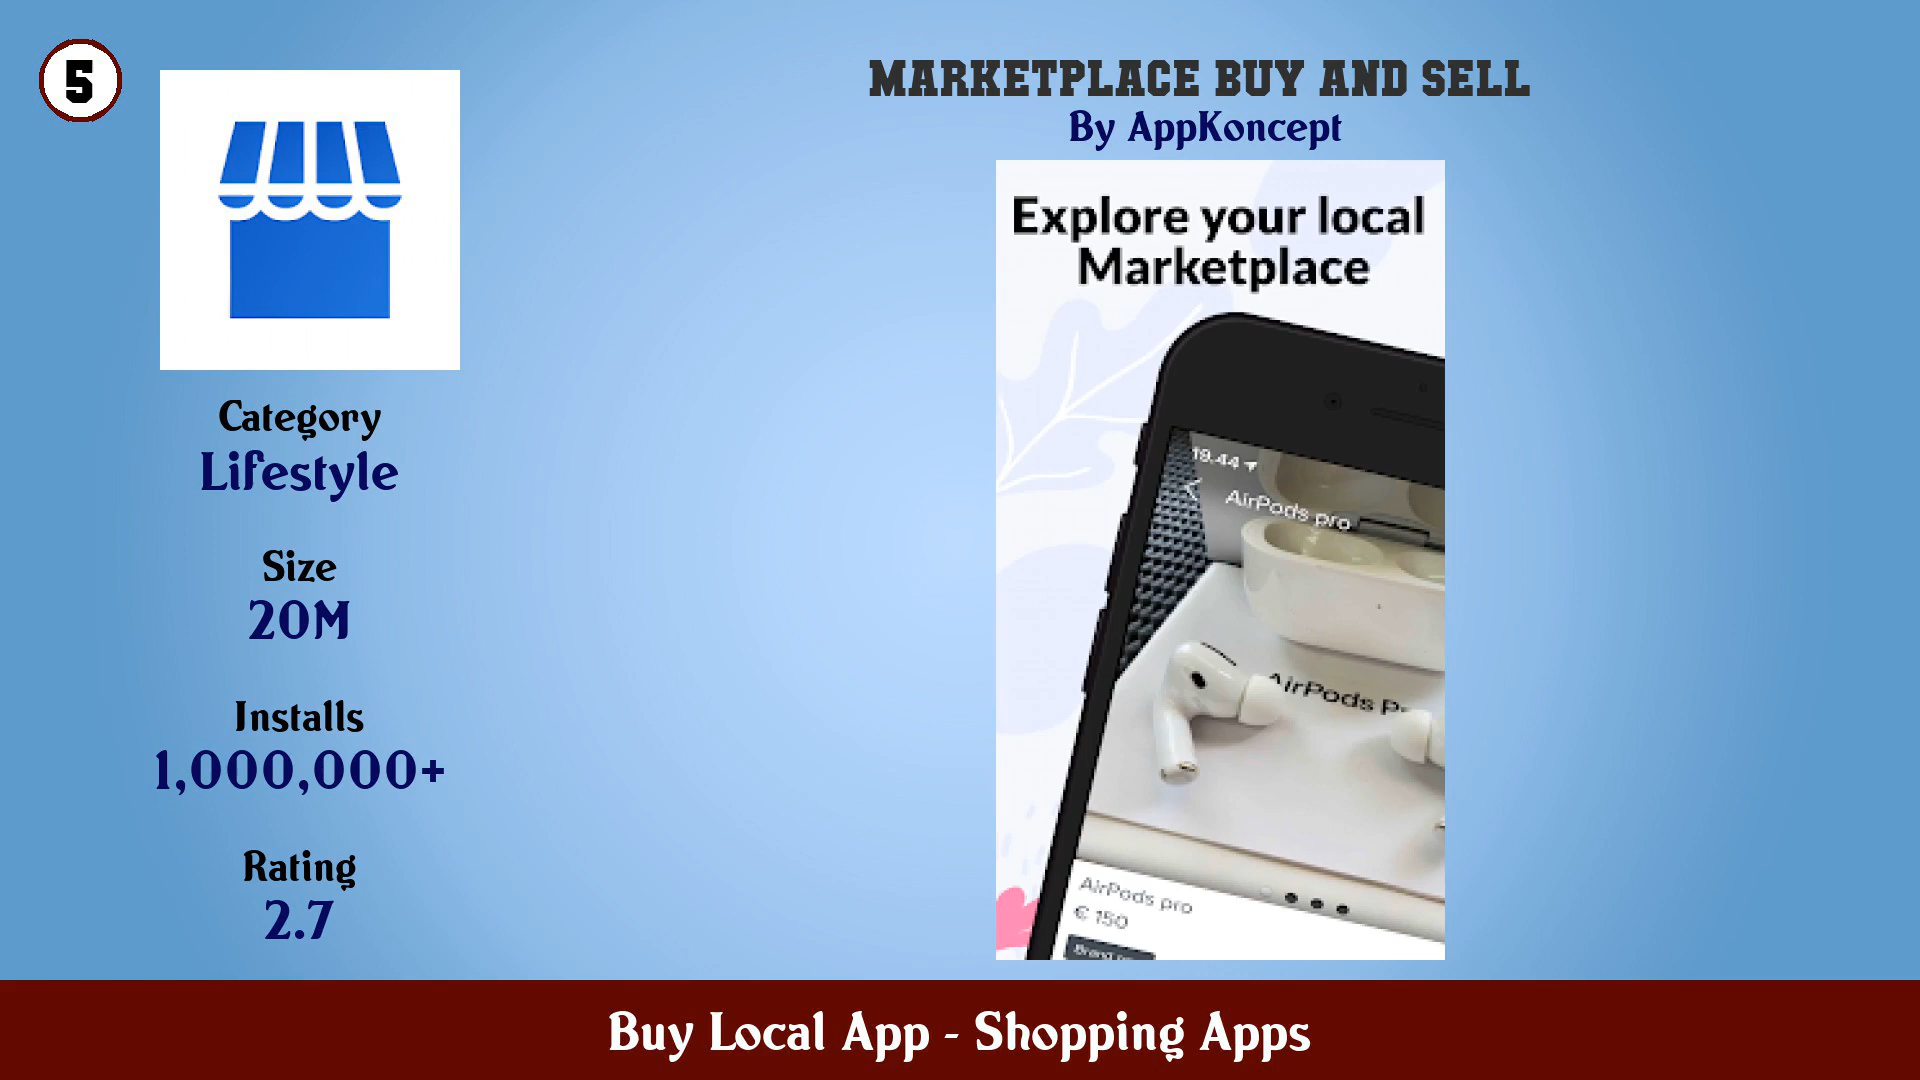 5
MARKETPLACE BUY AND SELL
By AppKoncept
Category
Lifestyle
Size
20M
Installs
1,000,000+
Rating
2.7
Explore your local
Marketplace
19.44
AirPods pro
AirPods
AirPods pro
€ 150
Brand
Buy Local App - Shopping Apps